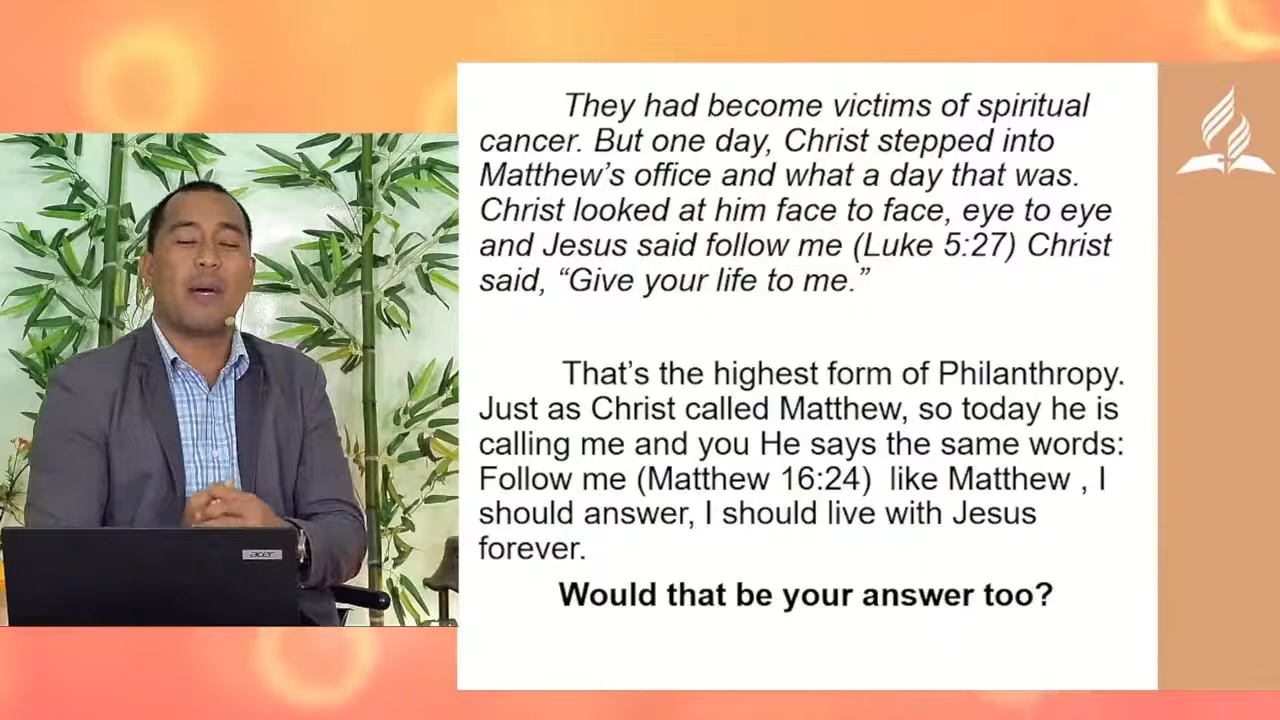 They had become victims of spiritual
cancer. But one day, Christ stepped into
Matthew's office and what a day that was.
Christ looked at him face to face, eye to eye
and Jesus said follow me (Luke 5:27) Christ
said, “Give your life to me.”
That's the highest form of Philanthropy.
Just as Christ called Matthew, so today he is
calling me and you He says the same words:
Follow me (Matthew 16:24)  like Matthew , I
should answer, I should live with Jesus
forever.
Would that be your answer too?
acer